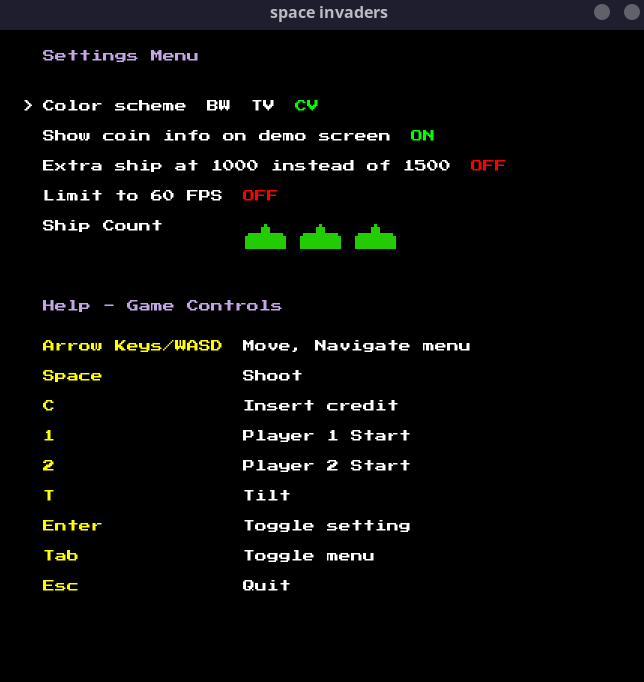 space invaders
Settings Menu
> Color scheme BW TV CV
Show coin info on demo screen ON
Extra ship at 1000 instead of 1500 OFF
Limit to 60 FPS OFF
Ship Count
Help - Game Controls
Arrow Keys/WASD Move, Navigate menu
Space Shoot
C Insert credit
1 Player 1 Start
2 Player 2 Start
T Tilt
Enter Toggle setting
Tab Toggle menu
Esc Quit